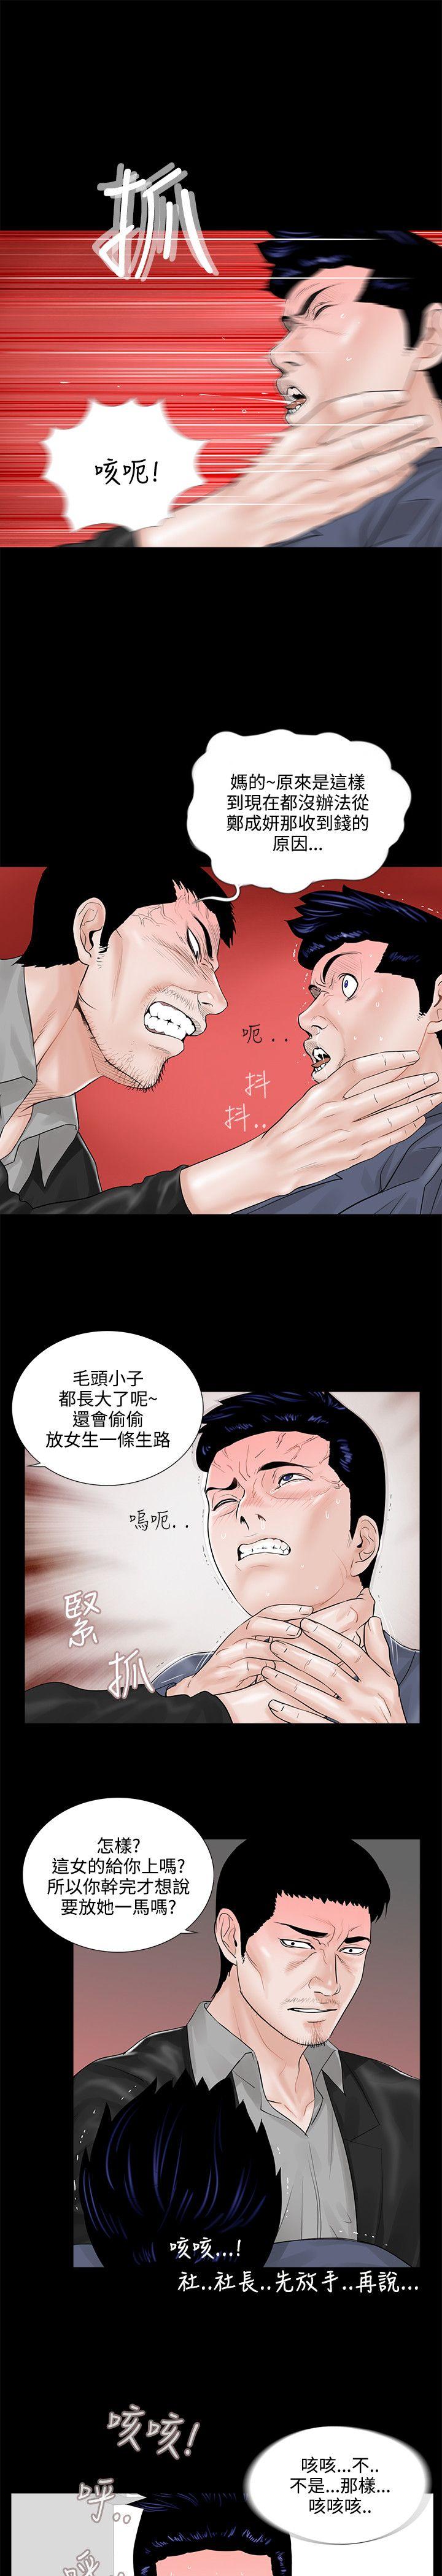 抓
咳呃!
媽的~原來是這樣
到現在都沒辦法從
鄭成妍那收到錢的
原因...
呃..
抖
抖..
毛頭小子
都長大了呢~
還會偷偷
放女生一條生路
嗚呃..
緊
抓
怎樣?
這女的給你上嗎?
所以你幹完才想說
要放她一馬嗎?
咳咳...!
社..社長..先放手..再說...
咳咳!
咳咳...不..
不是...那樣...
咳咳咳..
呼..
呼